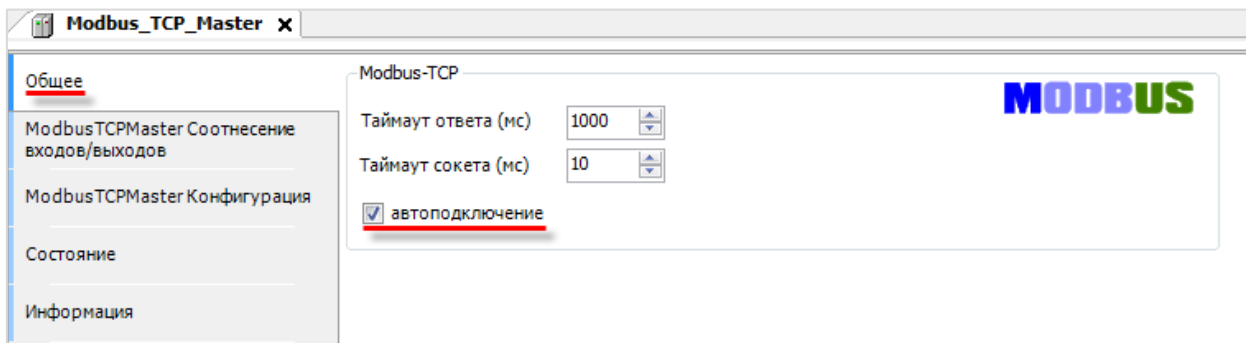 Modbus_TCP_Master X
Общее
ModbusTCPMaster Соотнесение
входов/выходов
ModbusTCPMaster Конфигурация
Состояние
Информация
Modbus-TCP
MODBUS
Таймаут ответа (мс) 1000
Таймаут сокета (мс) 10
автоподключение